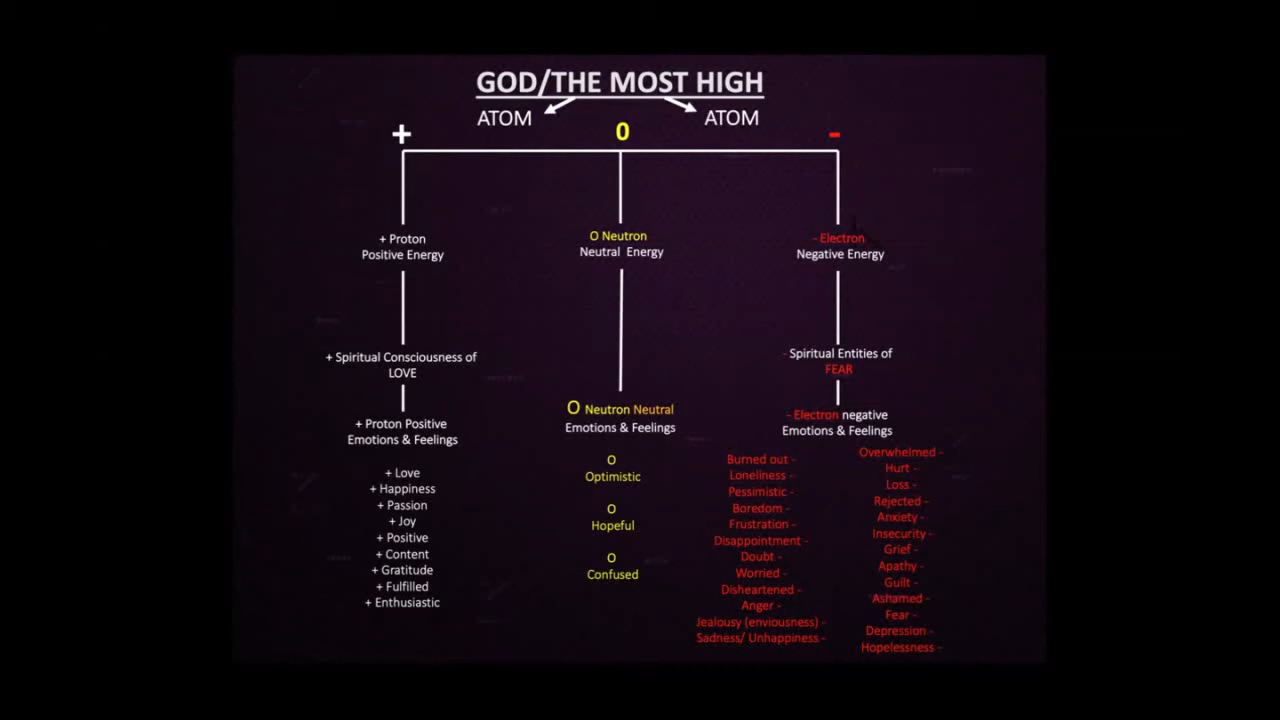 GOD/THE MOST HIGH
ATOM
ATOM
+
0
-
+ Proton
Positive Energy
O Neutron
Neutral Energy
- Electron
Negative Energy
+ Spiritual Consciousness of
LOVE
- Spiritual Entities of
FEAR
+ Proton Positive
Emotions & Feelings
O Neutron Neutral
Emotions & Feelings
- Electron negative
Emotions & Feelings
+ Love
+ Happiness
+ Passion
+ Joy
+ Positive
+ Content
+ Gratitude
+ Fulfilled
+ Enthusiastic
O
Optimistic
O
Hopeful
O
Confused
Burned out -
Loneliness -
Pessimistic -
Boredom -
Frustration -
Disappointment -
Doubt -
Worried -
Disheartened -
Anger -
Jealousy (enviousness) -
Sadness/ Unhappiness -
Overwhelmed -
Hurt -
Loss -
Rejected -
Anxiety -
Insecurity -
Grief -
Apathy -
Guilt -
Ashamed -
Fear -
Depression -
Hopelessness -